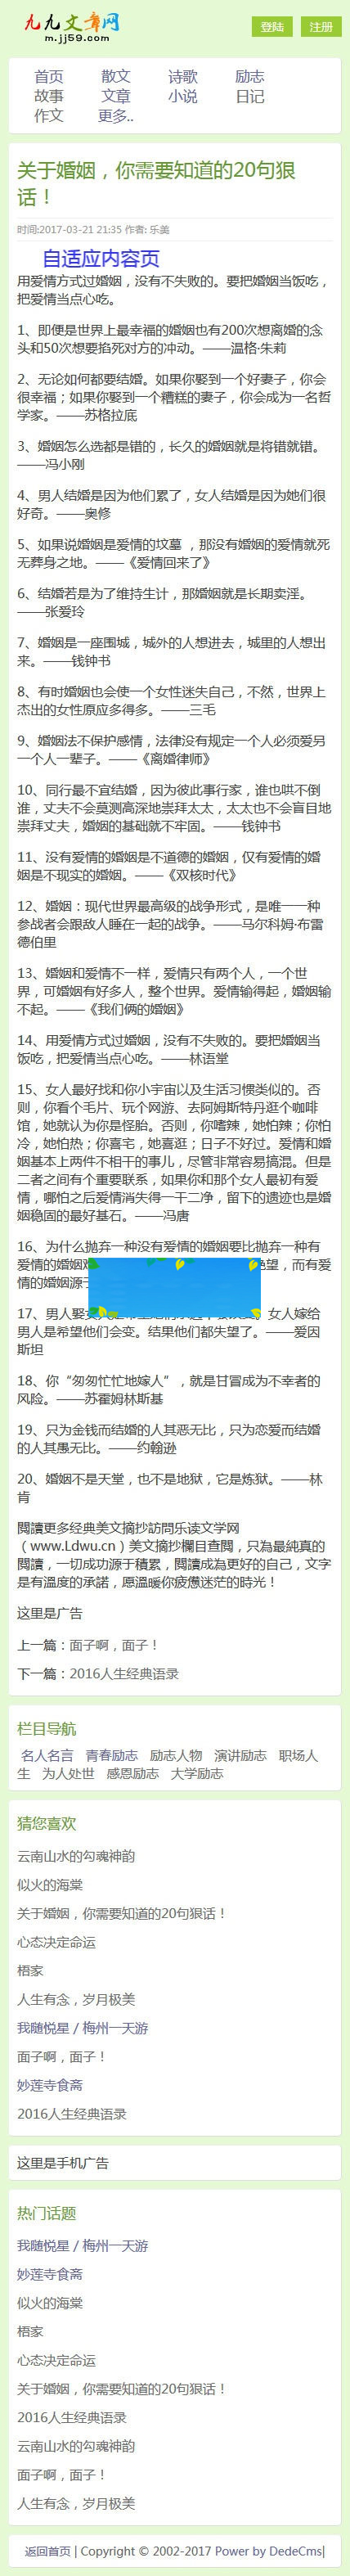 九九文章网
m.jj59.com
登陆 注册
首页 散文 诗歌 励志
故事 文章 小说 日记
作文 更多..
关于婚姻，你需要知道的20句狠
话！
时间:2017-03-21 21:35 作者: 乐美
自适应内容页
用爱情方式过婚姻，没有不失败的。要把婚姻当饭吃，
把爱情当点心吃。
1、即便是世界上最幸福的婚姻也有200次想离婚的念
头和50次想要掐死对方的冲动。——温格·朱莉
2、无论如何都要结婚。如果你娶到一个好妻子，你会
很幸福；如果你娶到一个糟糕的妻子，你会成为一名哲
学家。——苏格拉底
3、婚姻怎么选都是错的，长久的婚姻就是将错就错。
——冯小刚
4、男人结婚是因为他们累了，女人结婚是因为她们很
好奇。——奥修
5、如果说婚姻是爱情的坟墓 ，那没有婚姻的爱情就死
无葬身之地。——《爱情回来了》
6、结婚若是为了维持生计，那婚姻就是长期卖淫。
——张爱玲
7、婚姻是一座围城，城外的人想进去，城里的人想出
来。——钱钟书
8、有时婚姻也会使一个女性迷失自己，不然，世界上
杰出的女性原应多得多。——三毛
9、婚姻法不保护感情，法律没有规定一个人必须爱另
一个人一辈子。——《离婚律师》
10、同行最不宜结婚，因为彼此事行家，谁也哄不倒
谁，丈夫不会莫测高深地崇拜太太，太太也不会盲目地
崇拜丈夫，婚姻的基础就不牢固。——钱钟书
11、没有爱情的婚姻是不道德的婚姻，仅有爱情的婚
姻是不现实的婚姻。——《双核时代》
12、婚姻：现代世界最高级的战争形式，是唯一一种
参战者会跟敌人睡在一起的战争。——马尔科姆·布雷
德伯里
13、婚姻和爱情不一样，爱情只有两个人，一个世
界，可婚姻有好多人，整个世界。爱情输得起，婚姻输
不起。——《我们俩的婚姻》
14、用爱情方式过婚姻，没有不失败的。要把婚姻当
饭吃，把爱情当点心吃。——林语堂
15、女人最好找和你小宇宙以及生活习惯类似的。否
则，你看个毛片、玩个网游、去阿姆斯特丹逛个咖啡
馆，她就认为你是怪胎。否则，你嗜辣，她怕辣；你怕
冷，她怕热；你喜宅，她喜逛；日子不好过。爱情和婚
姻基本上两件不相干的事儿，尽管非常容易搞混。但是
二者之间有个重要联系，如果你和那个女人最初有爱
情，哪怕之后爱情消失得一干二净，留下的遗迹也是婚
姻稳固的最好基石。——冯唐
16、为什么抛弃一种没有爱情的婚姻要比抛弃一种有
爱情的婚姻 绝望，而有爱
情的婚姻源于
17、男人娶女人 女人嫁给
男人是希望他们会变。结果他们都失望了。——爱因
斯坦
18、你“匆匆忙忙地嫁人”，就是甘冒成为不幸者的
风险。——苏霍姆林斯基
19、只为金钱而结婚的人其恶无比，只为恋爱而结婚
的人其愚无比。——约翰逊
20、婚姻不是天堂，也不是地狱，它是炼狱。——林
肯
閱讀更多经典美文摘抄訪問乐读文学网
（www.Ldwu.cn）美文摘抄欄目查閲，只為最純真的
閲讀，一切成功源于積累，閲讀成為更好的自己，文字
是有溫度的承諾，愿溫暖你疲憊迷茫的時光！
这里是广告
上一篇：面子啊，面子！
下一篇：2016人生经典语录
栏目导航
名人名言 青春励志 励志人物 演讲励志 职场人
生 为人处世 感恩励志 大学励志
猜您喜欢
云南山水的勾魂神韵
似火的海棠
关于婚姻，你需要知道的20句狠话！
心态决定命运
梧家
人生有念，岁月极美
我随悦星 / 梅州一天游
面子啊，面子！
妙莲寺食斋
2016人生经典语录
这里是手机广告
热门话题
我随悦星 / 梅州一天游
妙莲寺食斋
似火的海棠
梧家
心态决定命运
关于婚姻，你需要知道的20句狠话！
2016人生经典语录
云南山水的勾魂神韵
面子啊，面子！
人生有念，岁月极美
返回首页 | Copyright © 2002-2017 Power by DedeCms|